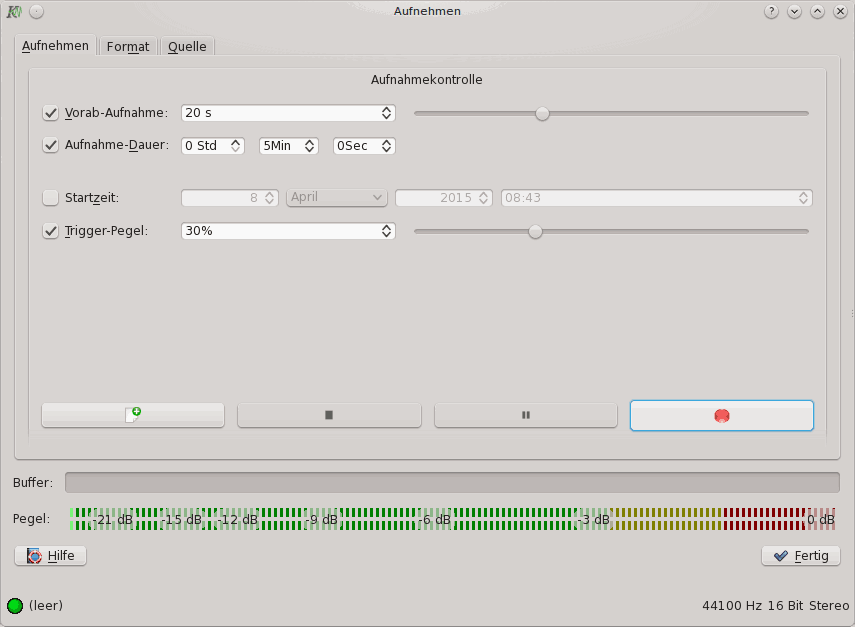 Aufnehmen
Aufnehmen Format Quelle
Aufnahmekontrolle
Vorab-Aufnahme: 20 s
Aufnahme-Dauer: 0 Std 5Min 0Sec
Startzeit: 8 April 2015 08:43
Trigger-Pegel: 30%
Buffer:
Pegel: -21 dB -15 dB -12 dB -9 dB -6 dB -3 dB 0 dB
Hilfe Fertig
(leer) 44100 Hz 16 Bit Stereo